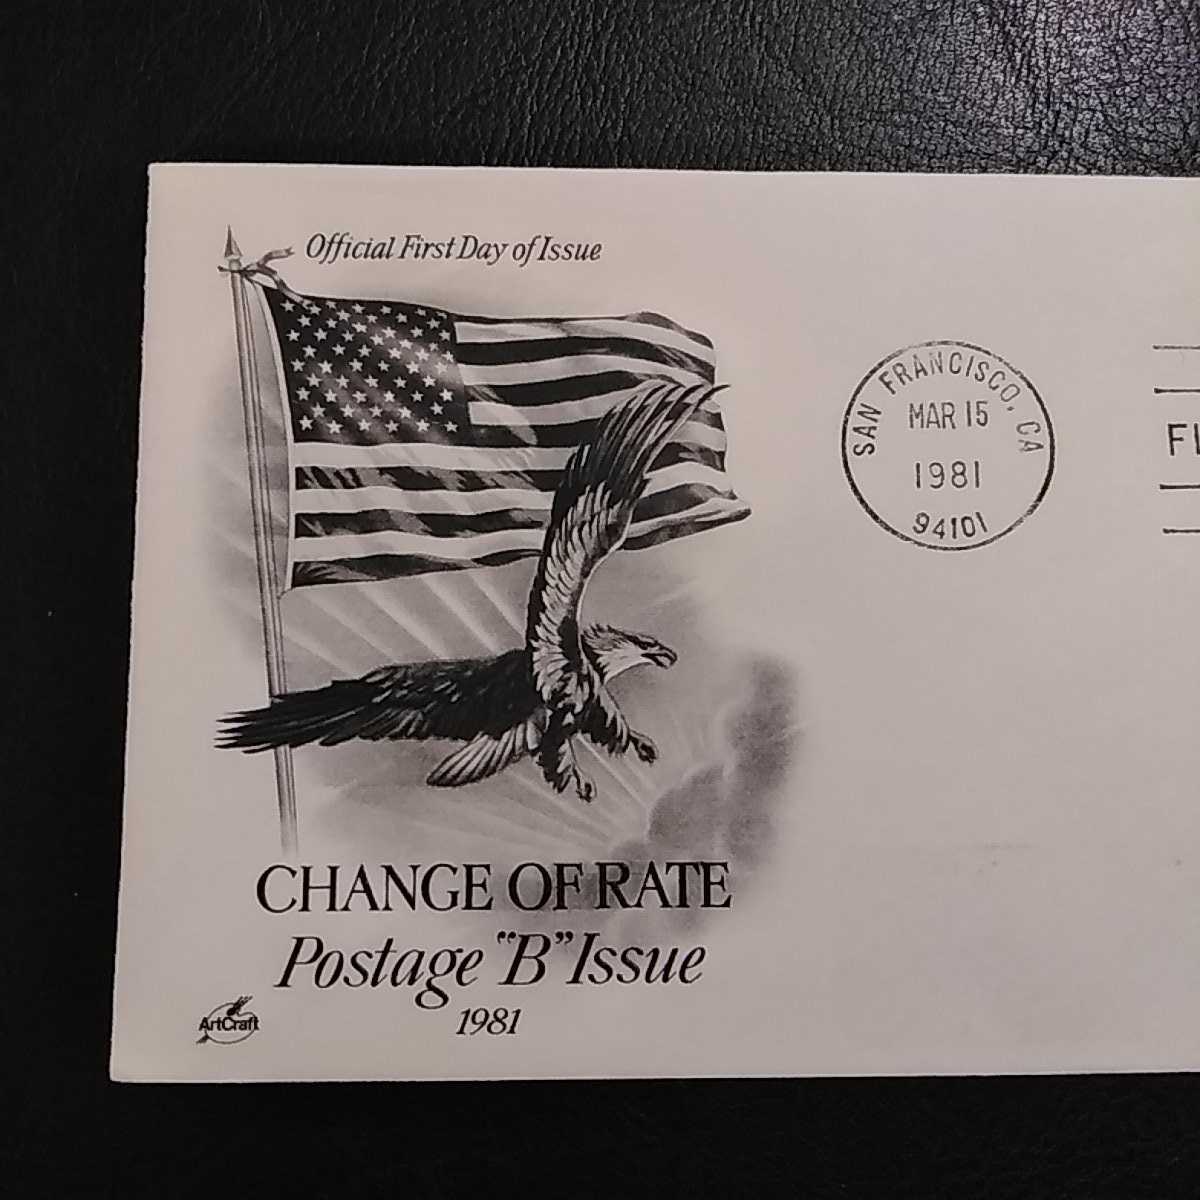 Official First Day of Issue
SAN FRANCISCO, CA
MAR 15
1981
94101
CHANGE OF RATE
Postage "B" Issue
1981
ArtCraft